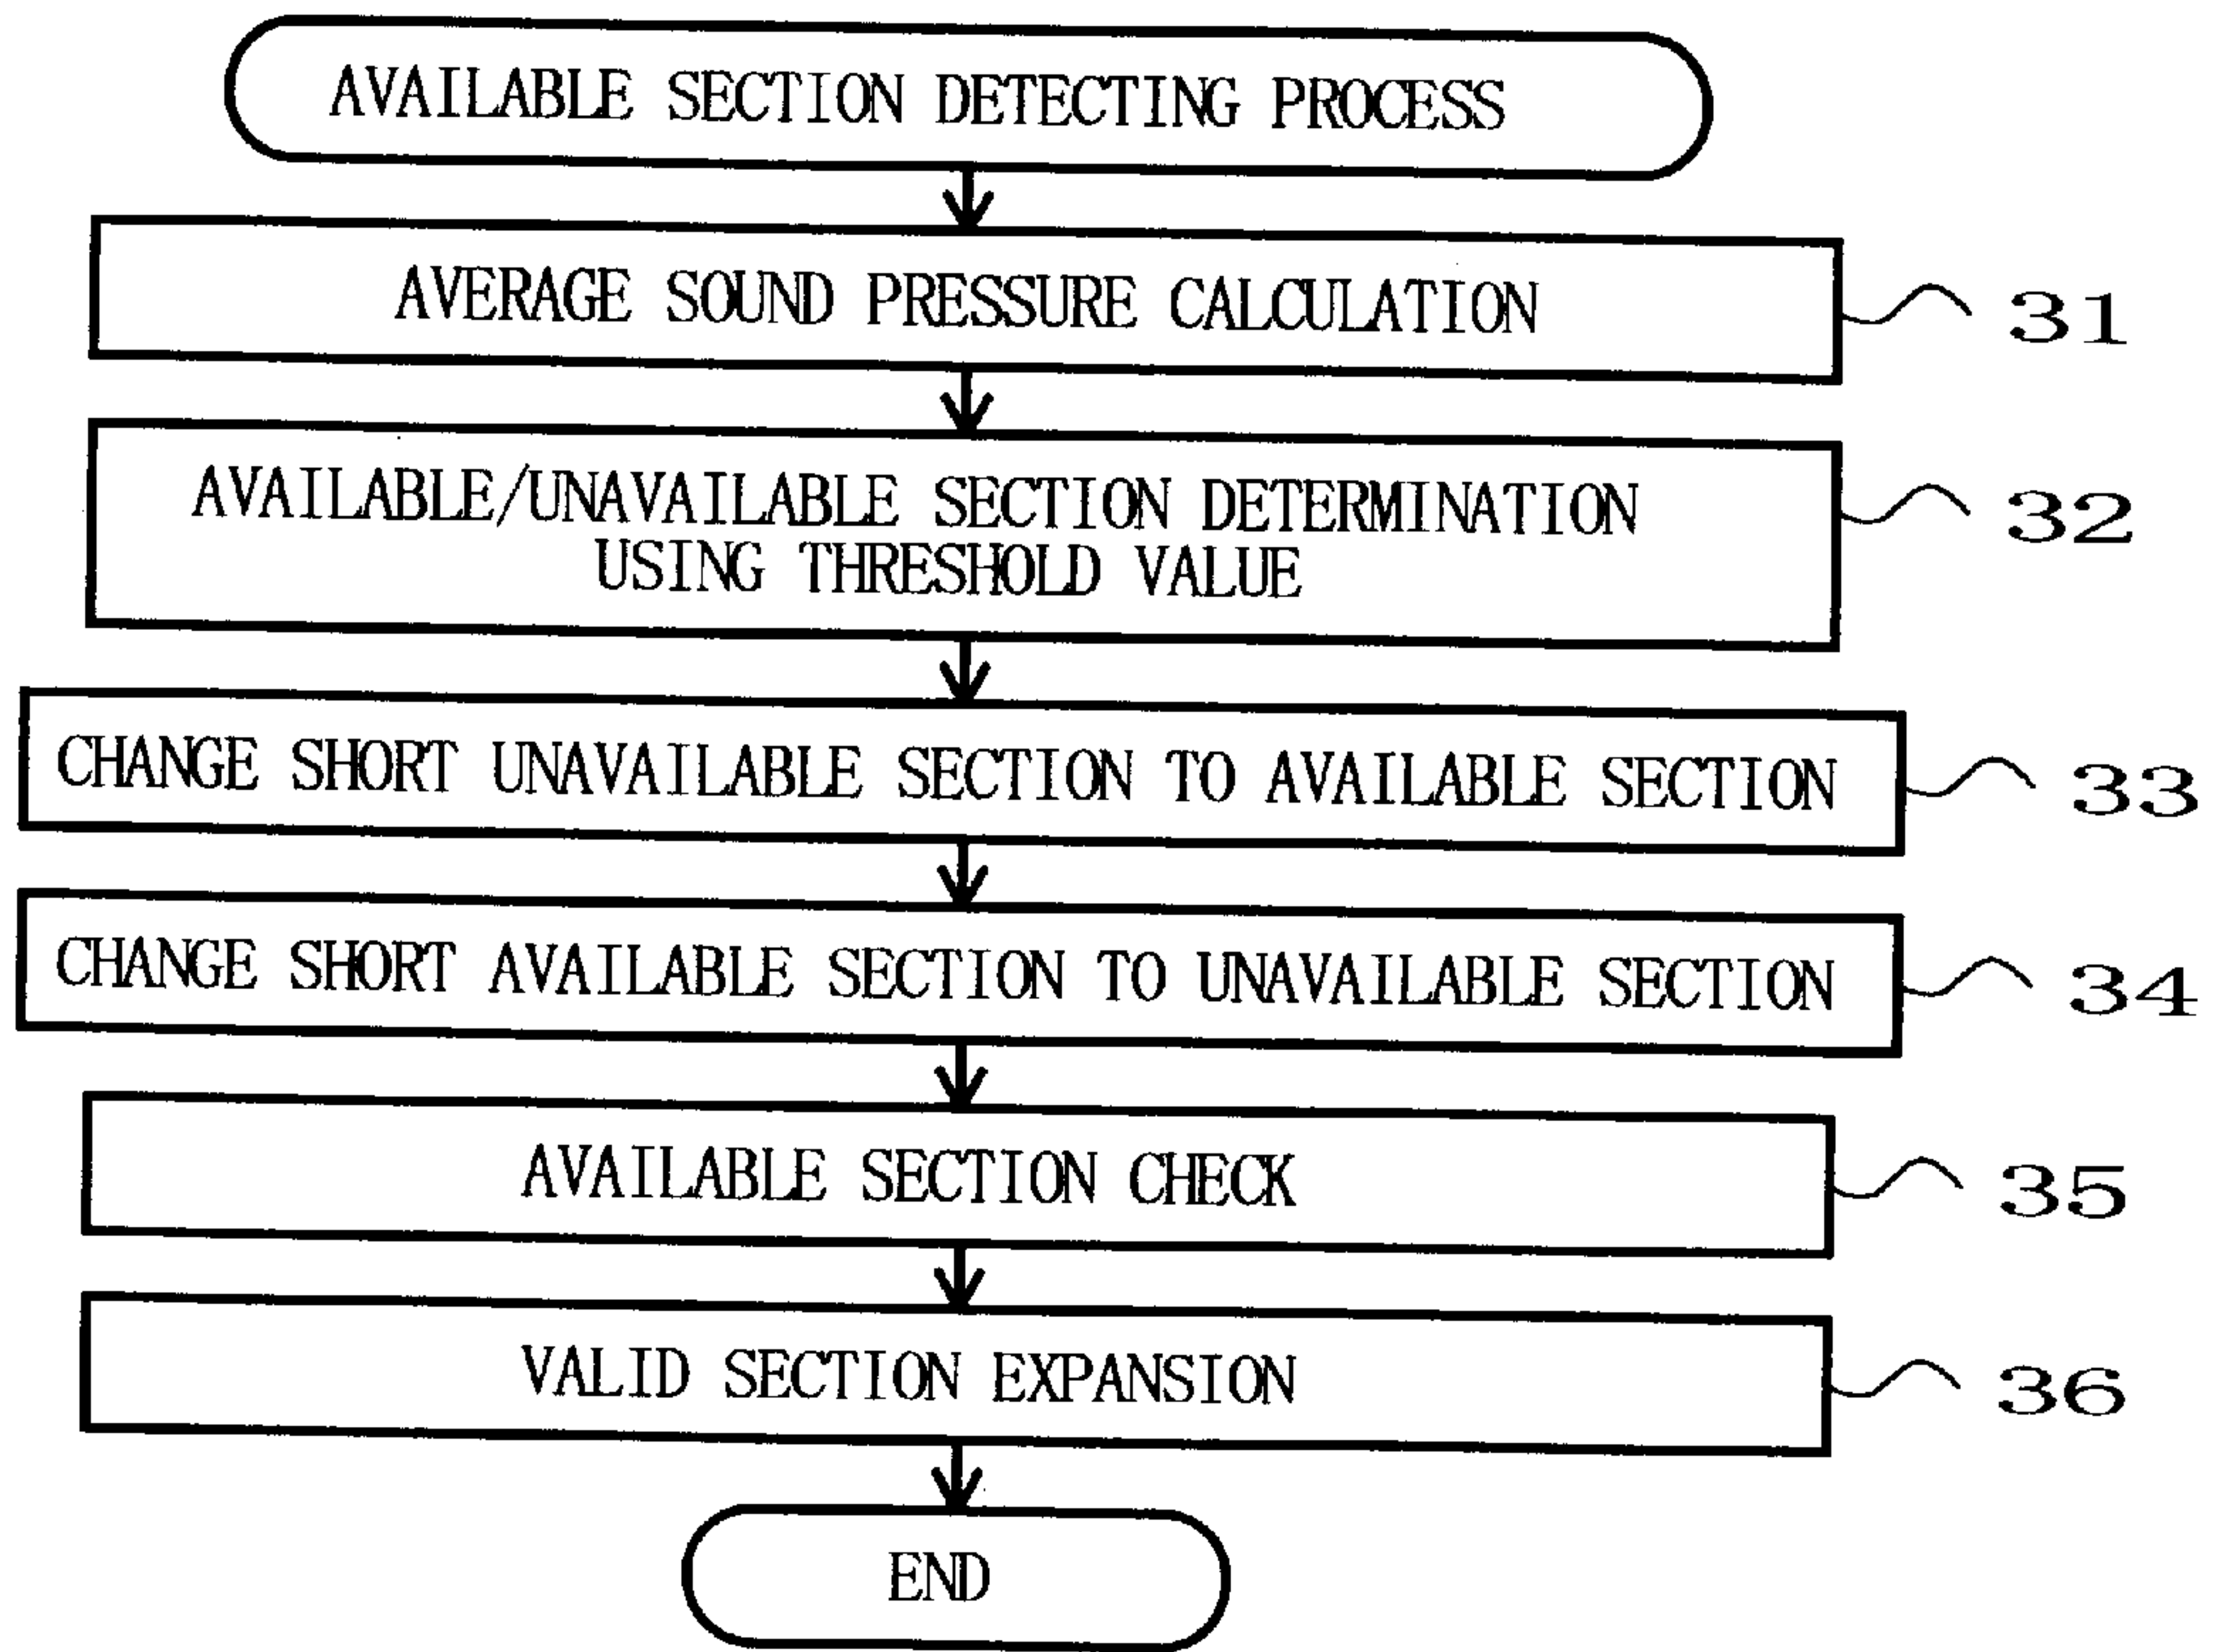 AVAILABLE SECTION DETECTING PROCESS
AVERAGE SOUND PRESSURE CALCULATION
31
AVAILABLE/UNAVAILABLE SECTION DETERMINATION
USING THRESHOLD VALUE
32
CHANGE SHORT UNAVAILABLE SECTION TO AVAILABLE SECTION
33
CHANGE SHORT AVAILABLE SECTION TO UNAVAILABLE SECTION
34
AVAILABLE SECTION CHECK
35
VALID SECTION EXPANSION
36
END